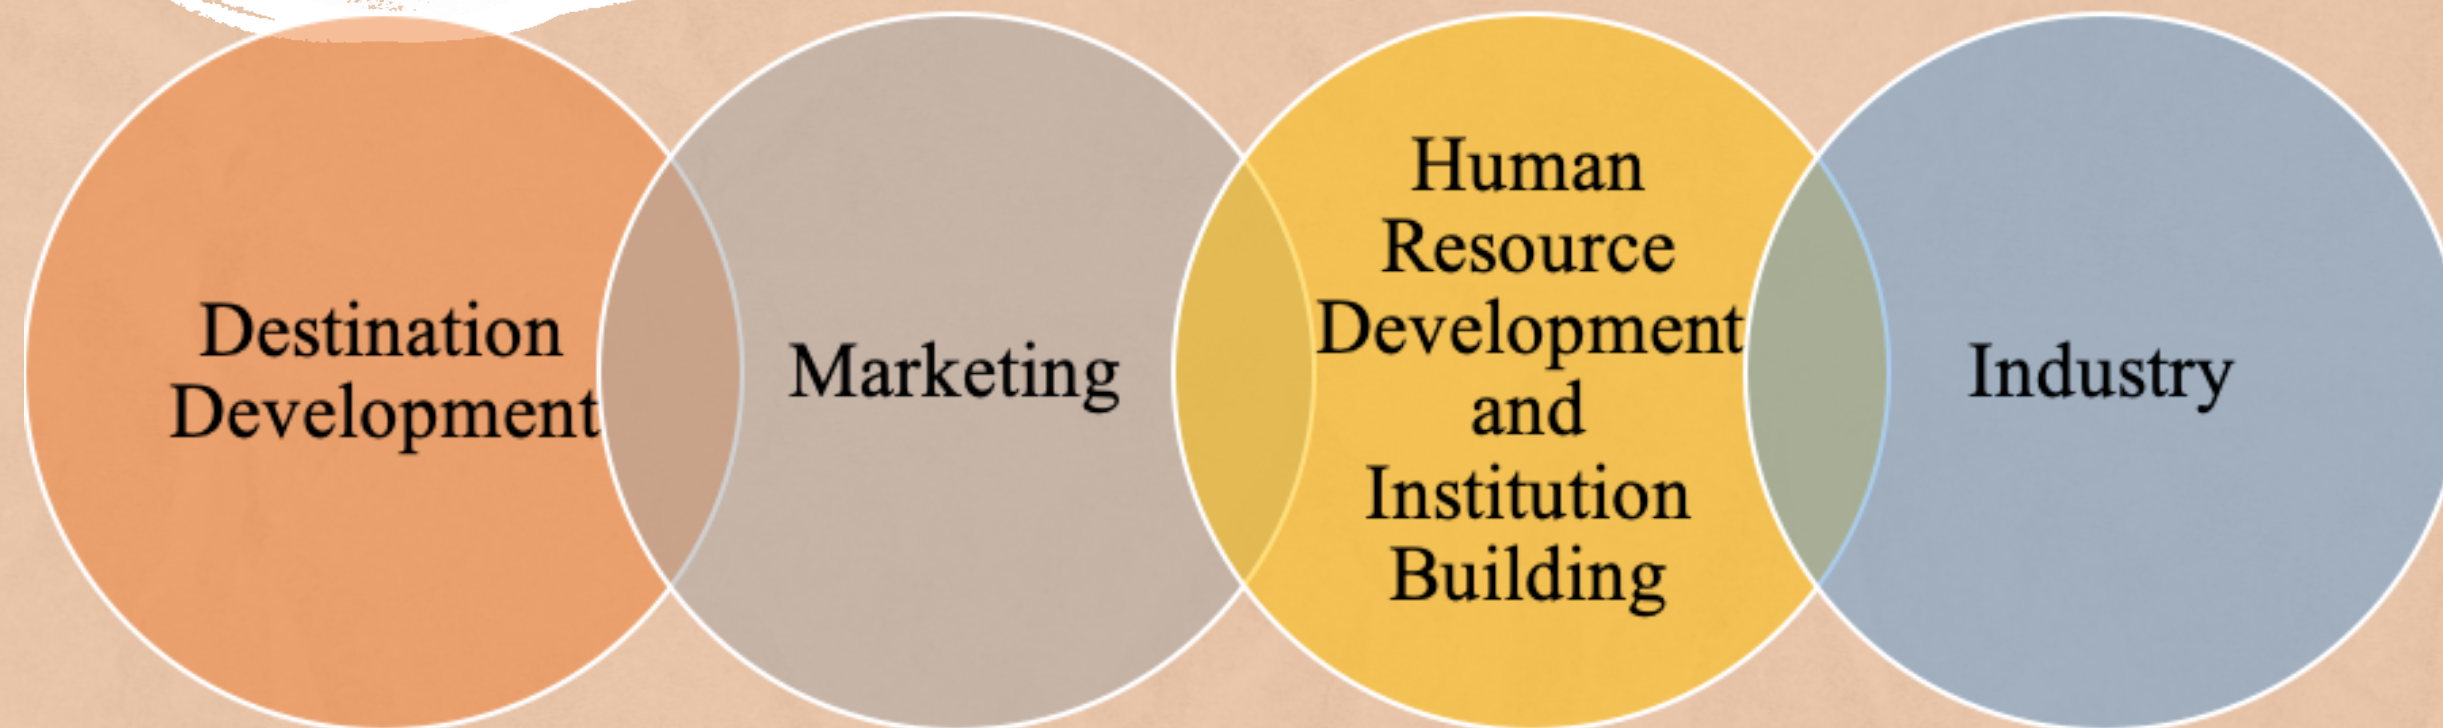 Destination
Development
Marketing
Human
Resource
Development
and
Institution
Building
Industry